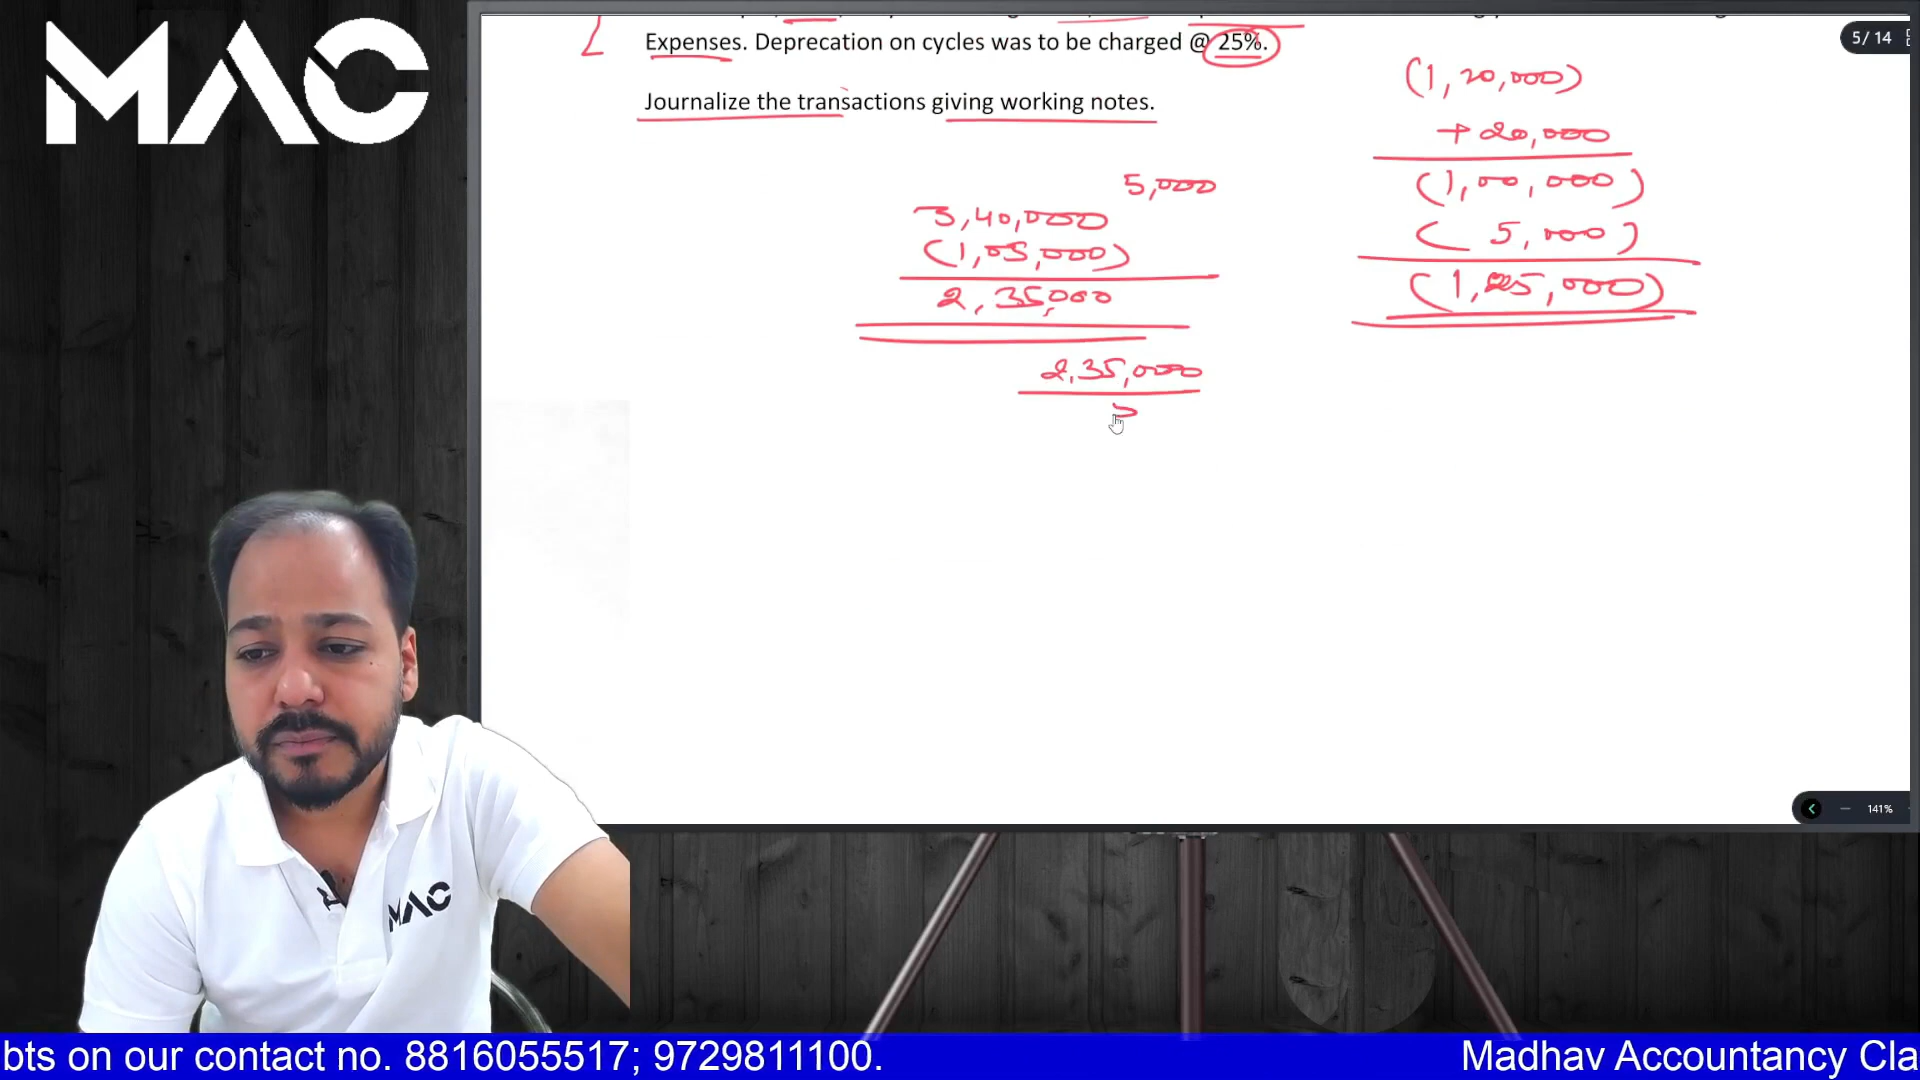 MAC
Expenses. Deprecation on cycles was to be charged @ 25%.
Journalize the transactions giving working notes.
5/ 14
(1,20,000)
+ 20,000
(1,00,000)
( 5,000)
(1,05,000)
5,000
3,40,000
(1,05,000)
2,35,000
2,35,000
141%
MAC
bts on our contact no. 8816055517; 9729811100.
Madhav Accountancy Cla